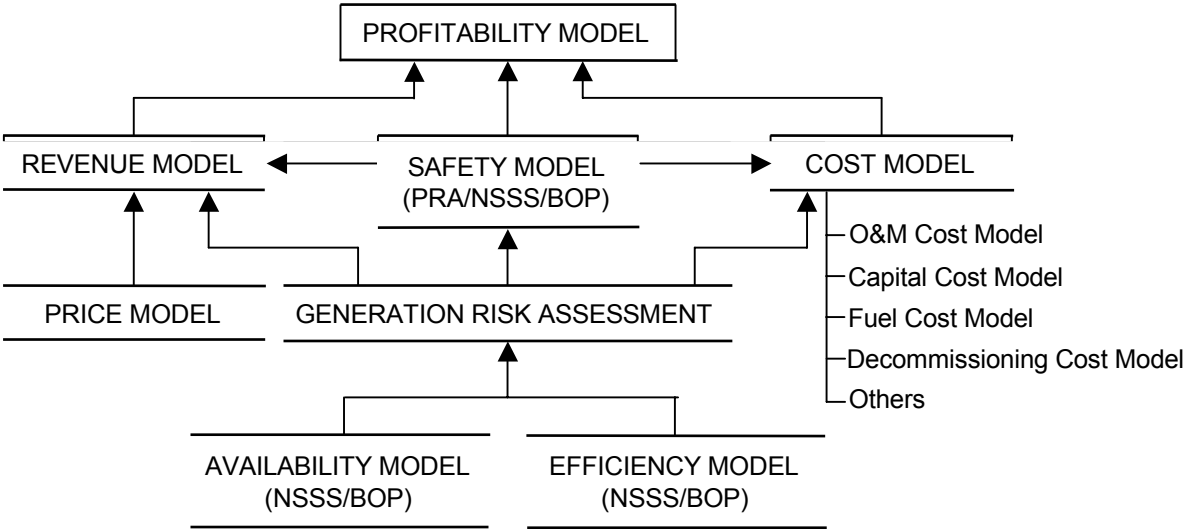 PROFITABILITY MODEL
REVENUE MODEL
SAFETY MODEL
(PRA/NSSS/BOP)
COST MODEL
O&M Cost Model
Capital Cost Model
Fuel Cost Model
Decommissioning Cost Model
Others
PRICE MODEL
GENERATION RISK ASSESSMENT
AVAILABILITY MODEL
(NSSS/BOP)
EFFICIENCY MODEL
(NSSS/BOP)